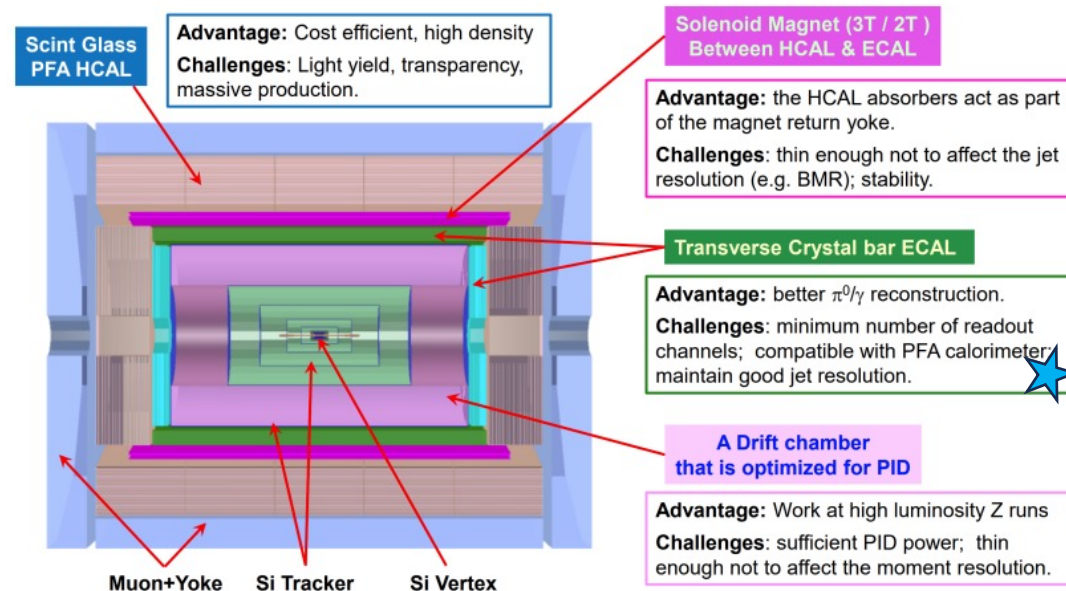 Scint Glass
PFA HCAL
Advantage: Cost efficient, high density
Challenges: Light yield, transparency,
massive production.
Solenoid Magnet (3T / 2T)
Between HCAL & ECAL
Advantage: the HCAL absorbers act as part
of the magnet return yoke.
Challenges: thin enough not to affect the jet
resolution (e.g. BMR); stability.
Transverse Crystal bar ECAL
Advantage: better π⁰/γ reconstruction.
Challenges: minimum number of readout
channels; compatible with PFA calorimeter;
maintain good jet resolution.
A Drift chamber
that is optimized for PID
Advantage: Work at high luminosity Z runs
Challenges: sufficient PID power; thin
enough not to affect the moment resolution.
Muon+Yoke
Si Tracker
Si Vertex